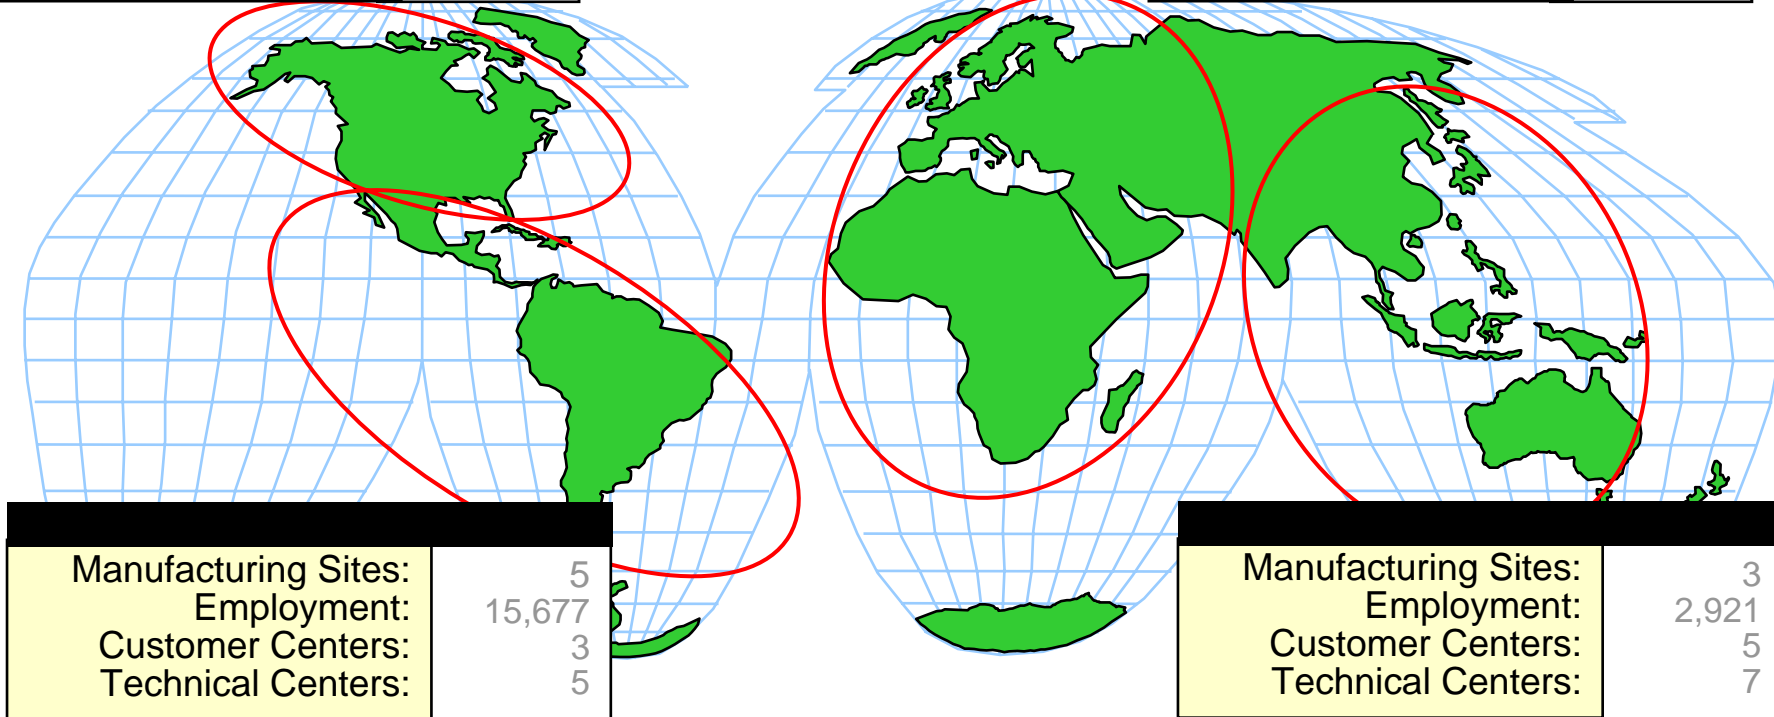 Manufacturing Sites: 5
Employment: 15,677
Customer Centers: 3
Technical Centers: 5
Manufacturing Sites: 3
Employment: 2,921
Customer Centers: 5
Technical Centers: 7